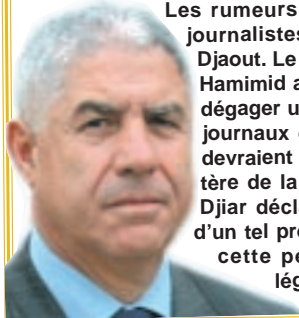 Les rumeurs
journalistes
Djaout. Le
Hamimid a
dégager u
journaux
devraient
tère de la
Djiar décla
d'un tel pr
cette pe
lég